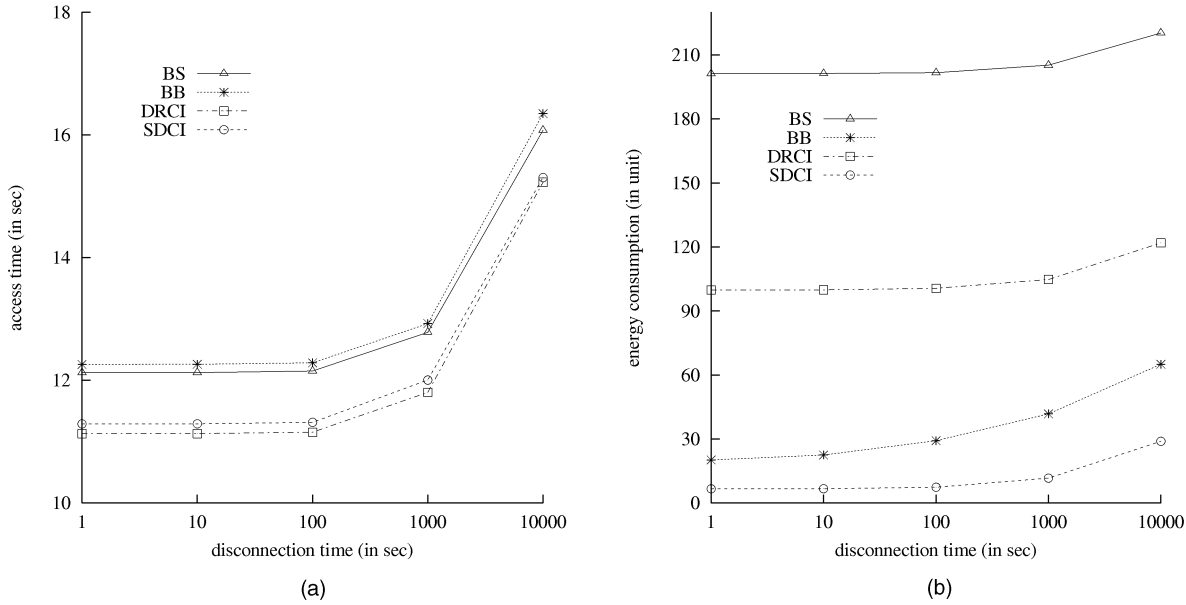 18
16
14
12
10
access time (in sec)
BS
BB
DRCI
SDCI
1 10 100 1000 10000
disconnection time (in sec)
(a)
210
180
150
120
90
60
30
0
energy consumption (in unit)
BS
BB
DRCI
SDCI
1 10 100 1000 10000
disconnection time (in sec)
(b)